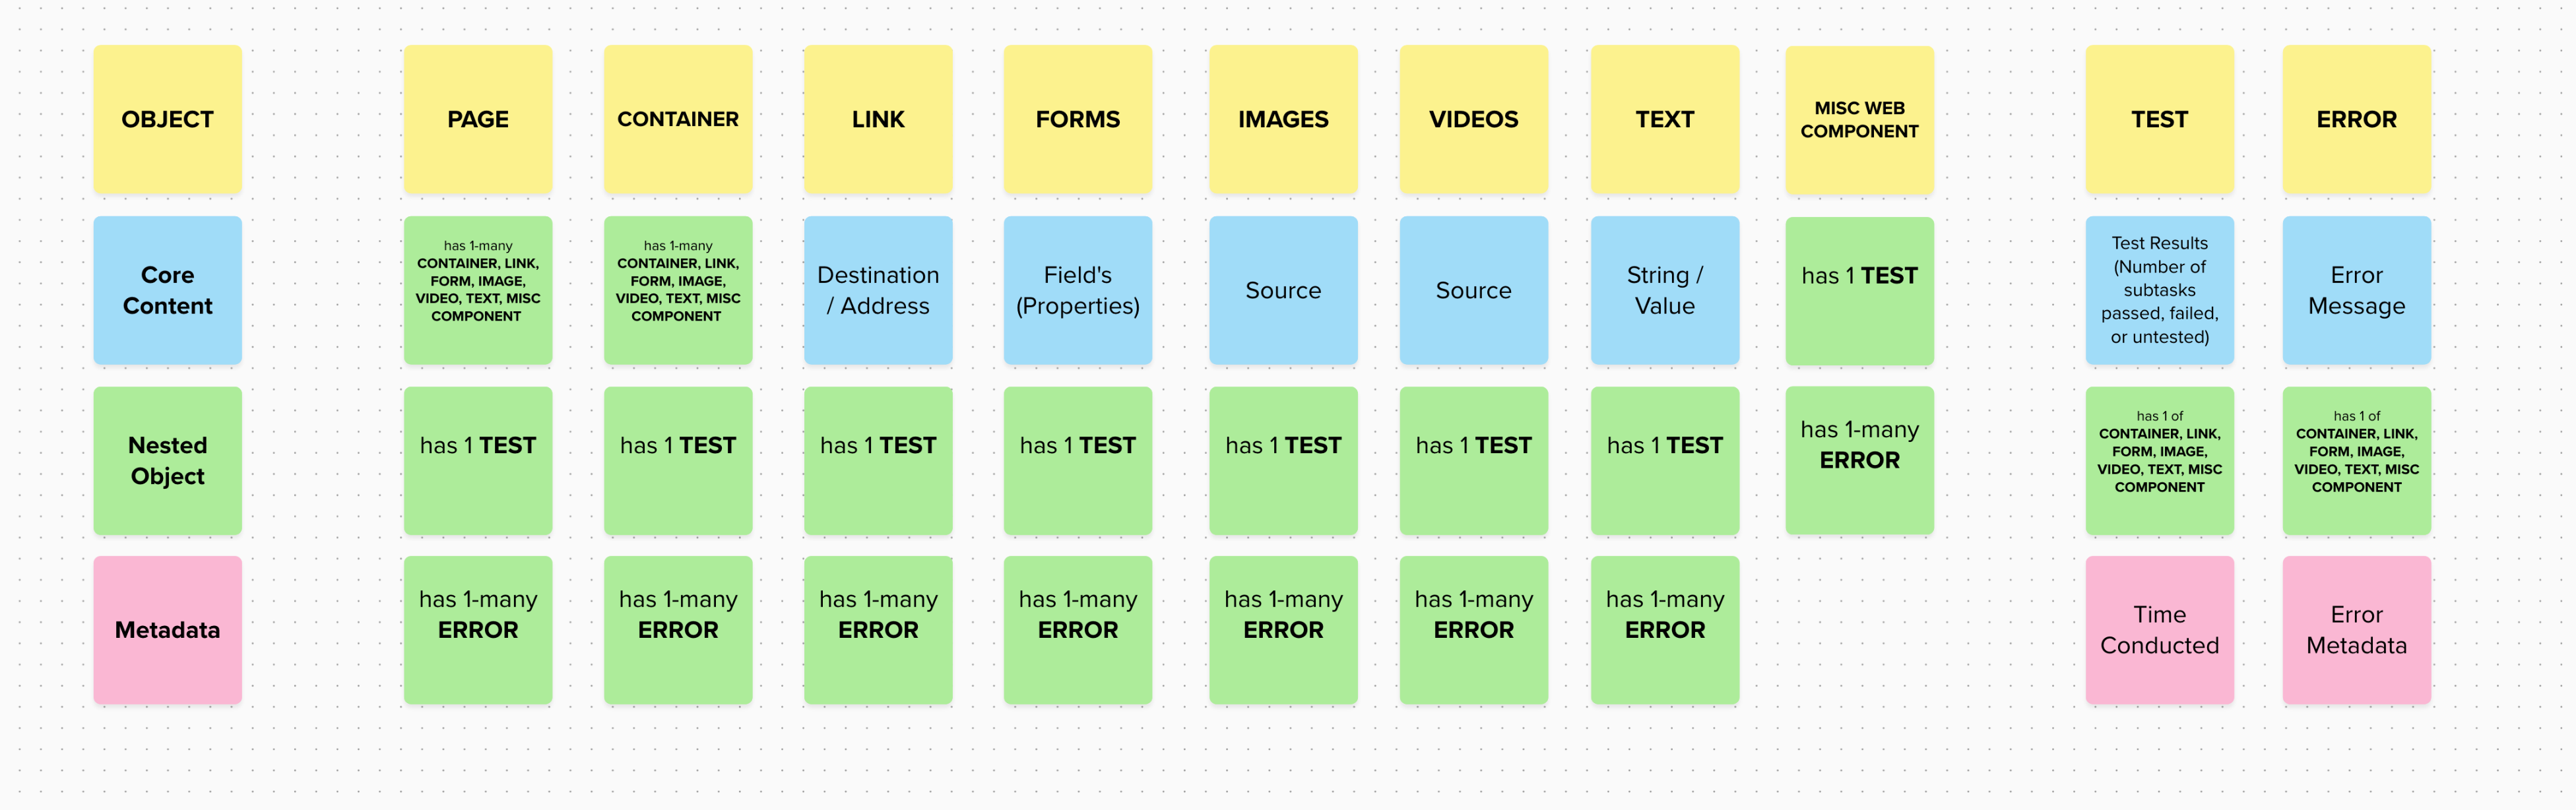 OBJECT
PAGE
CONTAINER
LINK
FORMS
IMAGES
VIDEOS
TEXT
MISC WEB
COMPONENT
TEST
ERROR
Core
Content
has 1-many
CONTAINER, LINK,
FORM, IMAGE,
VIDEO, TEXT, MISC
COMPONENT
has 1-many
CONTAINER, LINK,
FORM, IMAGE,
VIDEO, TEXT, MISC
COMPONENT
Destination
/ Address
Field's
(Properties)
Source
Source
String /
Value
has 1 TEST
Test Results
(Number of
subtasks
passed, failed,
or untested)
Error
Message
Nested
Object
has 1 TEST
has 1 TEST
has 1 TEST
has 1 TEST
has 1 TEST
has 1 TEST
has 1 TEST
has 1-many
ERROR
has 1 of
CONTAINER, LINK,
FORM, IMAGE,
VIDEO, TEXT, MISC
COMPONENT
has 1 of
CONTAINER, LINK,
FORM, IMAGE,
VIDEO, TEXT, MISC
COMPONENT
Metadata
has 1-many
ERROR
has 1-many
ERROR
has 1-many
ERROR
has 1-many
ERROR
has 1-many
ERROR
has 1-many
ERROR
has 1-many
ERROR
Time
Conducted
Error
Metadata